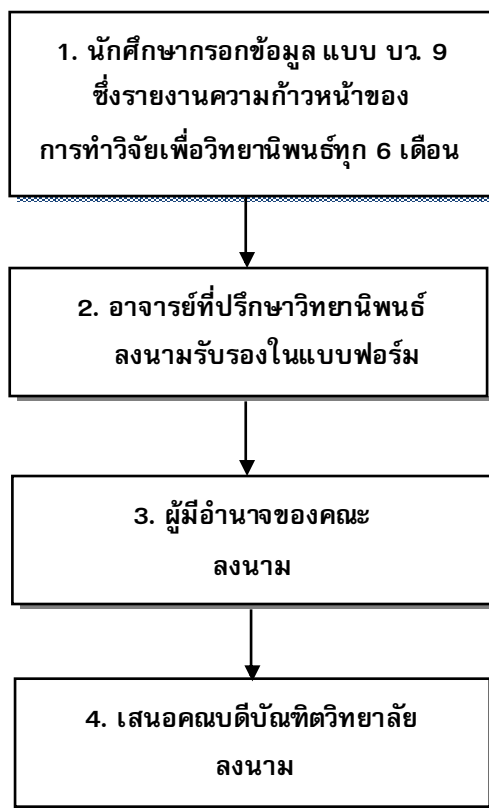 1. นักศึกษากรอกข้อมูล แบบ บว. 9
ซึ่งรายงานความก้าวหน้าของ
การทำวิจัยเพื่อวิทยานิพนธ์ทุก 6 เดือน
2. อาจารย์ที่ปรึกษาวิทยานิพนธ์
ลงนามรับรองในแบบฟอร์ม
3. ผู้มีอำนาจของคณะ
ลงนาม
4. เสนอคณบดีบัณฑิตวิทยาลัย
ลงนาม